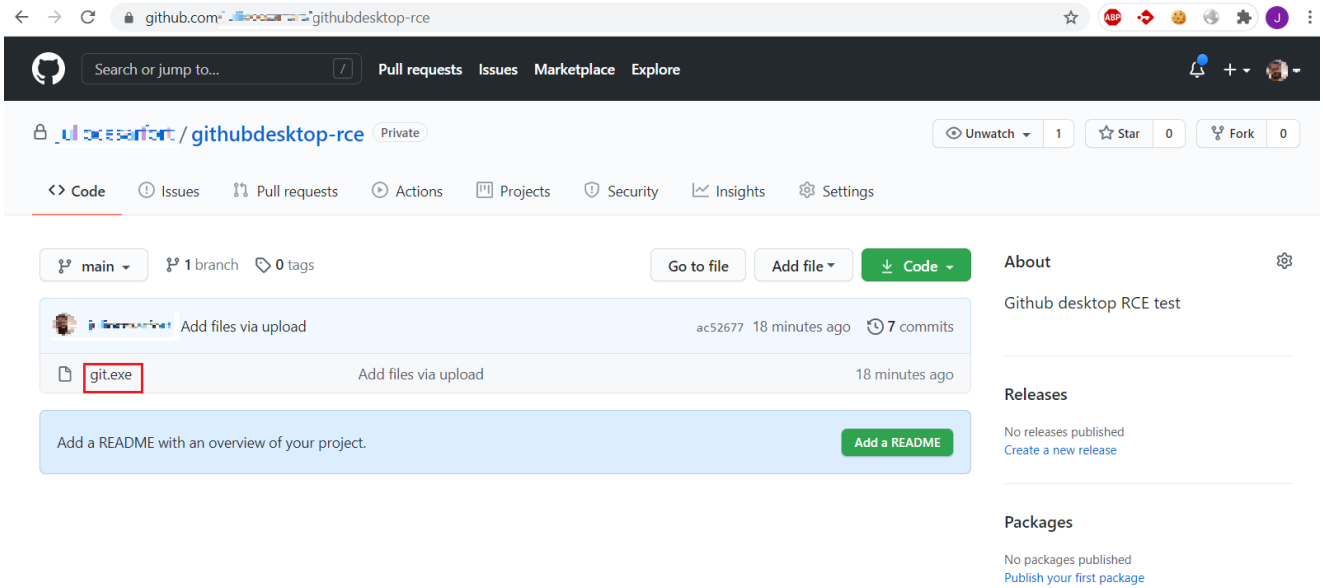 github.com/ githubdesktop-rce
ABP
J
Search or jump to... /
Pull requests Issues Marketplace Explore
/ githubdesktop-rce Private
Unwatch 1 Star 0 Fork 0
Code Issues Pull requests Actions Projects Security Insights Settings
main 1 branch 0 tags
Go to file Add file Code
Add files via upload ac52677 18 minutes ago 7 commits
git.exe Add files via upload 18 minutes ago
Add a README with an overview of your project. Add a README
About
Github desktop RCE test
Releases
No releases published
Create a new release
Packages
No packages published
Publish your first package